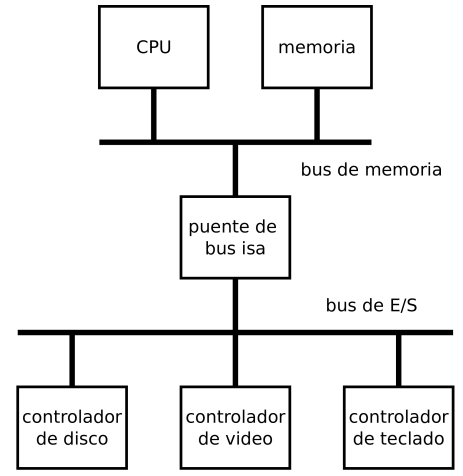 CPU
memoria
bus de memoria
puente de
bus isa
bus de E/S
controlador
de disco
controlador
de video
controlador
de teclado